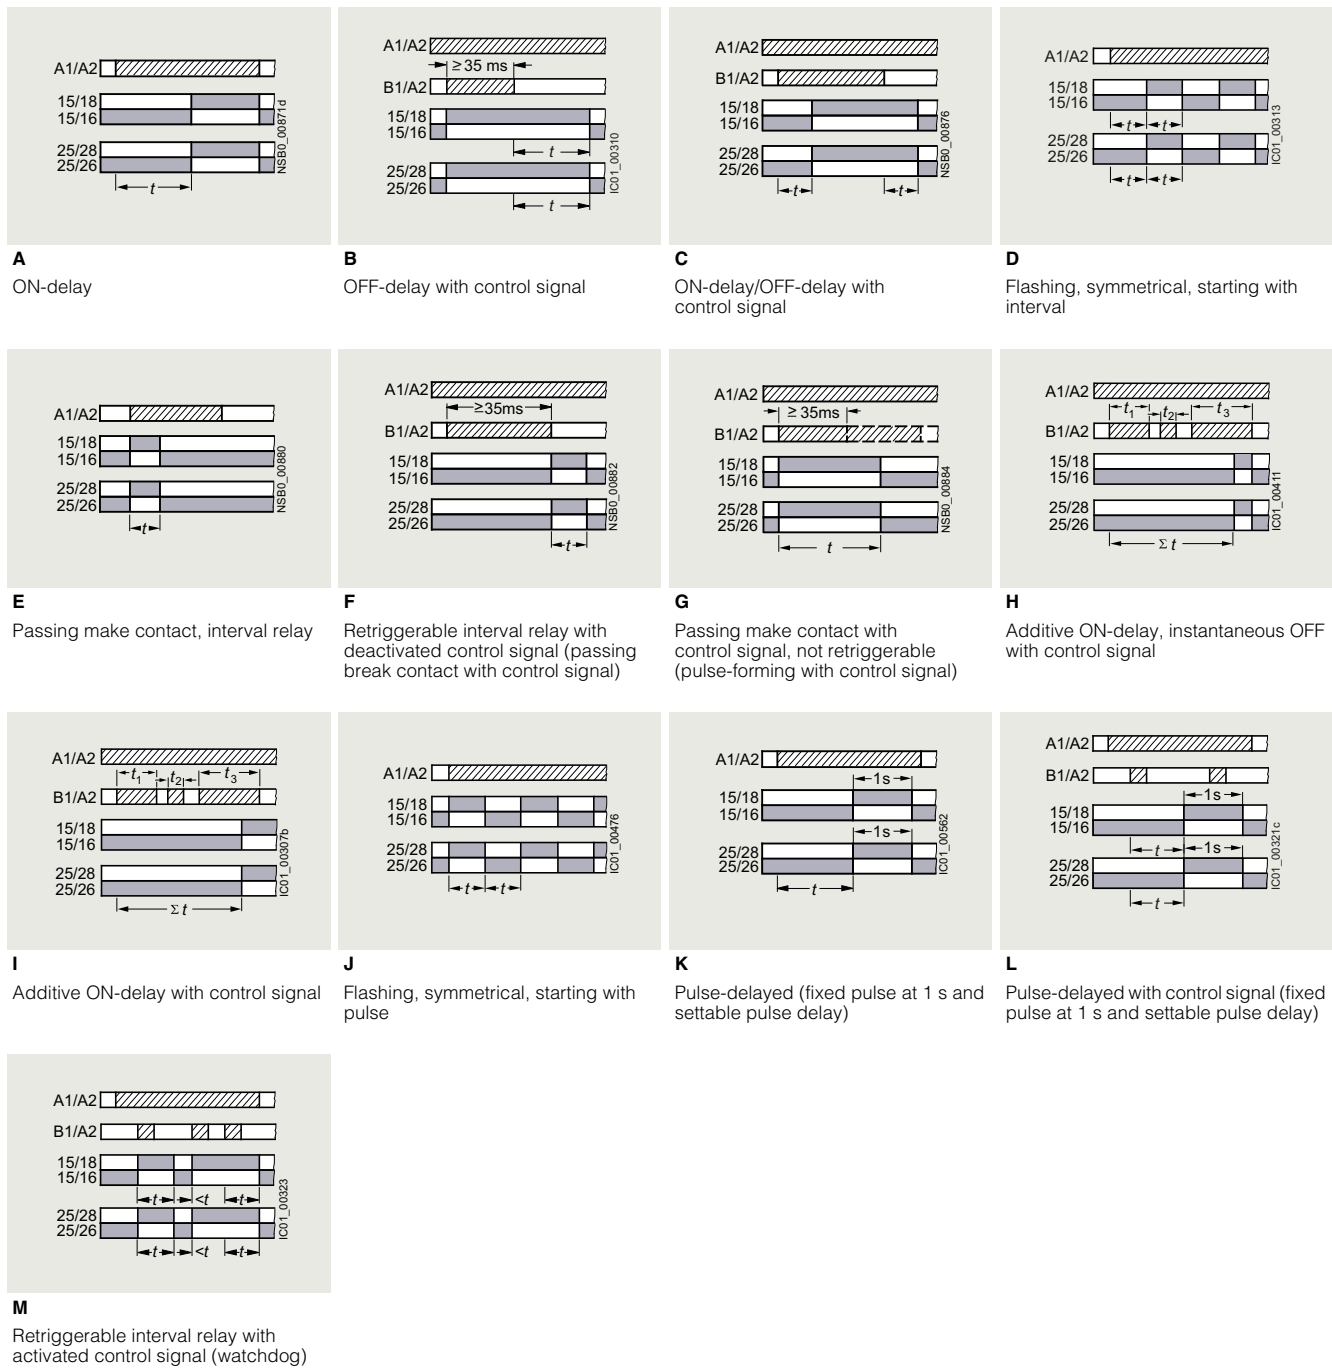 A1/A2
15/18
15/16
25/28
25/26
t
NSB0_00871d
A
ON-delay
A1/A2
≥ 35 ms
B1/A2
15/18
15/16
t
25/28
25/26
t
IC01_00310
B
OFF-delay with control signal
A1/A2
B1/A2
15/18
15/16
25/28
25/26
t
t
NSB0_00876
C
ON-delay/OFF-delay with
control signal
A1/A2
15/18
15/16
t t
25/28
25/26
t t
IC01_00313
D
Flashing, symmetrical, starting with
interval
A1/A2
15/18
15/16
25/28
25/26
t
NSB0_00880
E
Passing make contact, interval relay
A1/A2
≥35ms
B1/A2
15/18
15/16
25/28
25/26
t
NSB0_00882
F
Retriggerable interval relay with
deactivated control signal (passing
break contact with control signal)
A1/A2
≥ 35ms
B1/A2
15/18
15/16
25/28
25/26
t
NSB0_00884
G
Passing make contact with
control signal, not retriggerable
(pulse-forming with control signal)
A1/A2
t1 t2 t3
B1/A2
15/18
15/16
25/28
25/26
Σ t
IC01_00411
H
Additive ON-delay, instantaneous OFF
with control signal
A1/A2
t1 t2 t3
B1/A2
15/18
15/16
25/28
25/26
Σ t
IC01_00307b
I
Additive ON-delay with control signal
A1/A2
15/18
15/16
25/28
25/26
t t
IC01_00476
J
Flashing, symmetrical, starting with
pulse
A1/A2
1s
15/18
15/16
1s
25/28
25/26
t
IC01_00562
K
Pulse-delayed (fixed pulse at 1 s and
settable pulse delay)
A1/A2
B1/A2
1s
15/18
15/16
t 1s
25/28
25/26
t
IC01_00321c
L
Pulse-delayed with control signal (fixed
pulse at 1 s and settable pulse delay)
A1/A2
B1/A2
15/18
15/16
t <t t
25/28
25/26
t <t t
IC01_00323
M
Retriggerable interval relay with
activated control signal (watchdog)